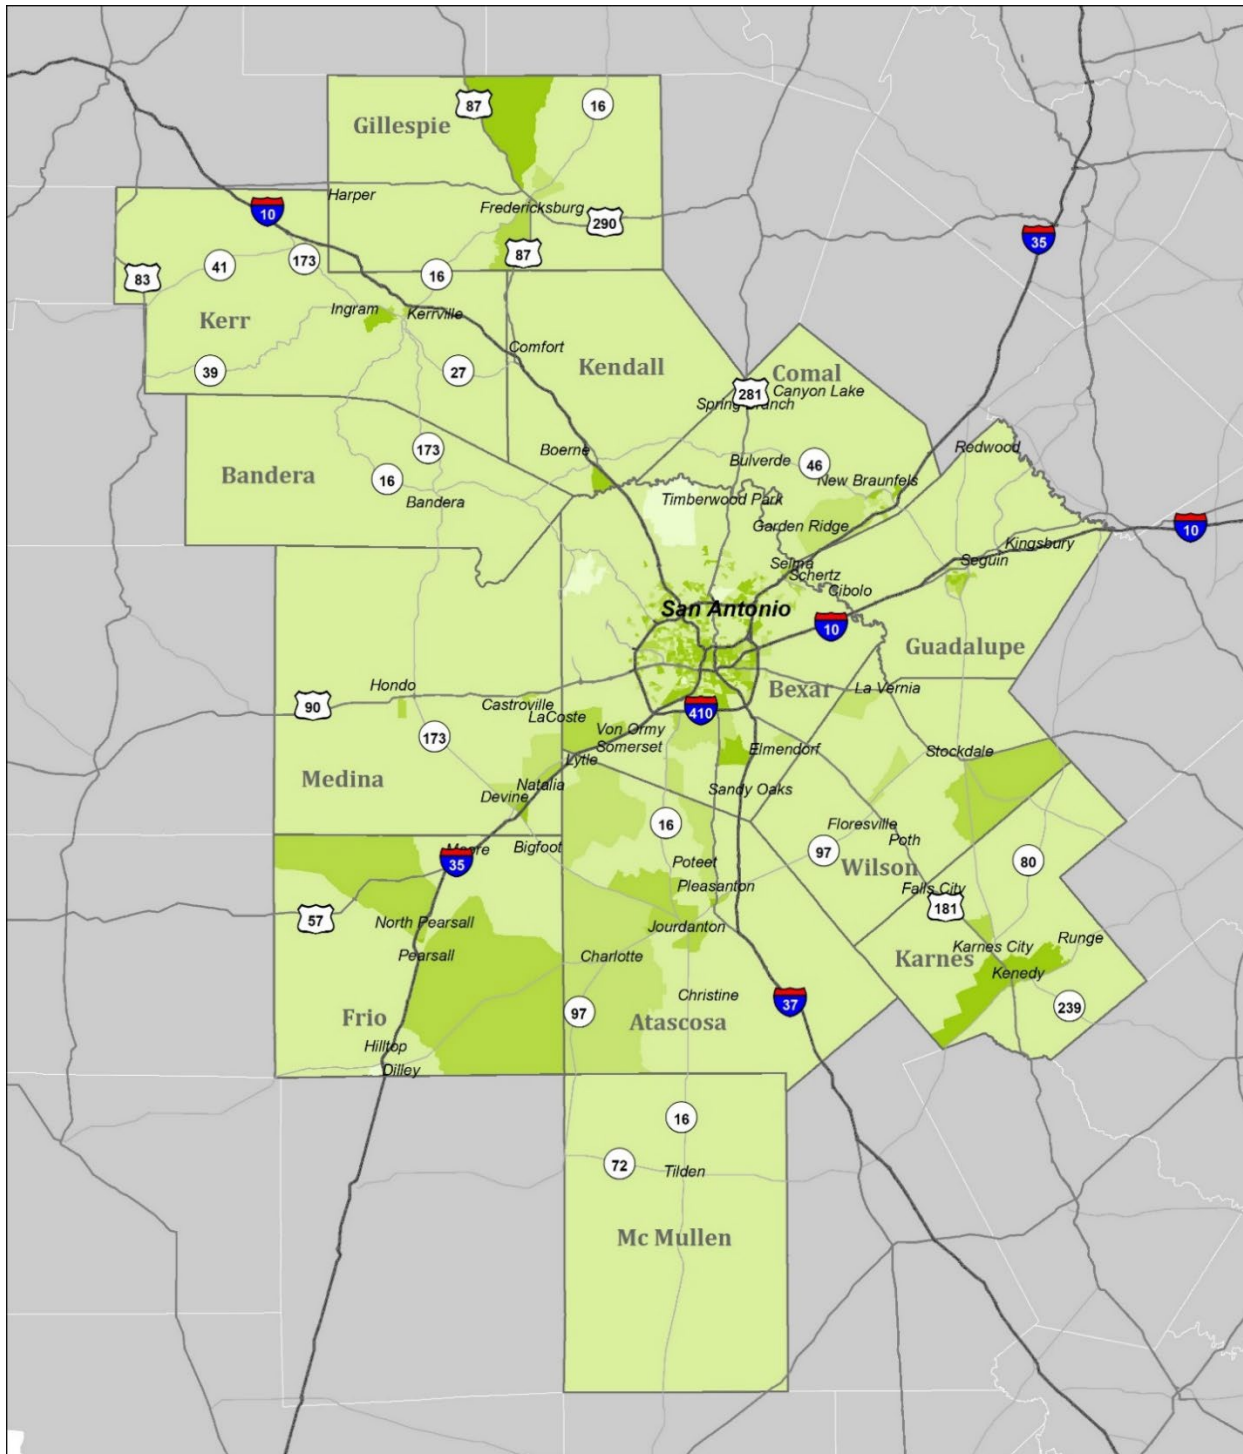 87
16
Gillespie
Harper
Fredericksburg
10
290
87
35
173
41
16
83
Ingram
Kerrville
Kerr
Comfort
39
27
Kendall
Comal
281
Canyon Lake
Spring Branch
173
Boerne
Bulverde
46
Redwood
Bandera
16
Bandera
New Braunfels
Timberwood Park
Garden Ridge
10
Kingsbury
Seguin
Selma
Schertz
Cibolo
San Antonio
10
Guadalupe
Hondo
Bexar
La Vernia
90
Castroville
LaCoste
410
173
Von Ormy
Somerset
Elmendorf
Stockdale
Lytle
Medina
Natalia
Devine
Sandy Oaks
16
Floresville
Poth
97
Wilson
Moore
Bigfoot
35
Poteet
80
Pleasanton
Falls City
181
57
North Pearsall
Jourdanton
Karnes City
Runge
Pearsall
Charlotte
Karnes
Kenedy
Christine
37
239
97
Frio
Atascosa
Hilltop
Dilley
16
72
Tilden
Mc Mullen